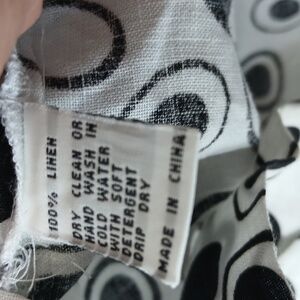 100% LINEN
DRY CLEAN OR
HAND WASH IN
COLD WATER
WITH SOFT
DETERGENT
DRIP DRY
MADE IN CHINA